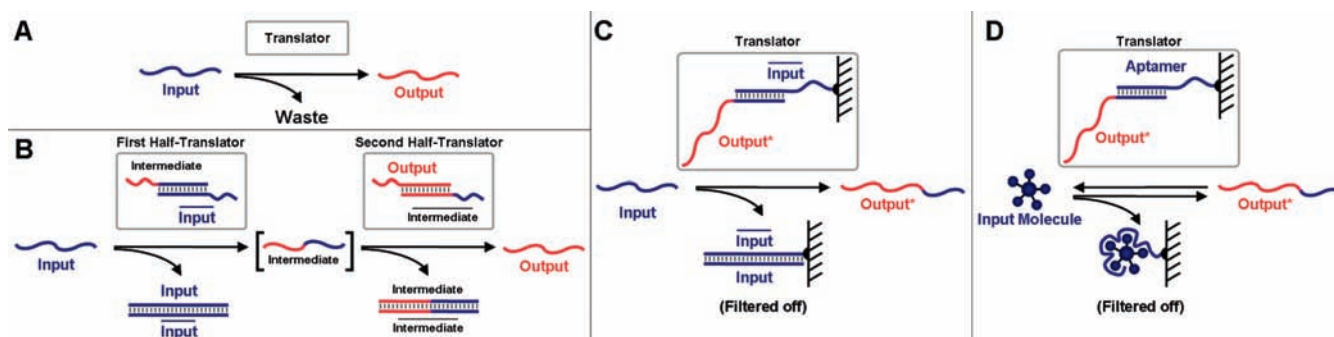 A
Translator
Input
Output
Waste
B
First Half-Translator
Second Half-Translator
Intermediate
Input
Output
Intermediate
Input
[Intermediate]
Output
Input
Input
Intermediate
Intermediate
C
Translator
Input
Output*
Input
Output*
Input
Input
(Filtered off)
D
Translator
Aptamer
Output*
Input Molecule
Output*
(Filtered off)